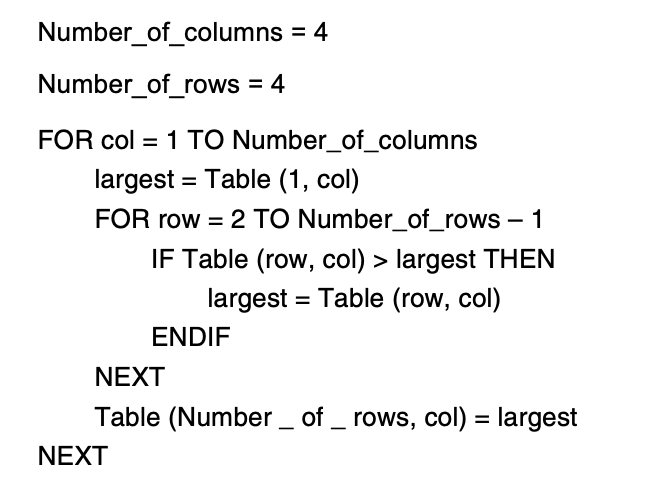 Number_of_columns = 4
Number_of_rows = 4
FOR col = 1 TO Number_of_columns
largest = Table (1, col)
FOR row = 2 TO Number_of_rows – 1
IF Table (row, col) > largest THEN
largest = Table (row, col)
ENDIF
NEXT
Table (Number _ of _ rows, col) = largest
NEXT